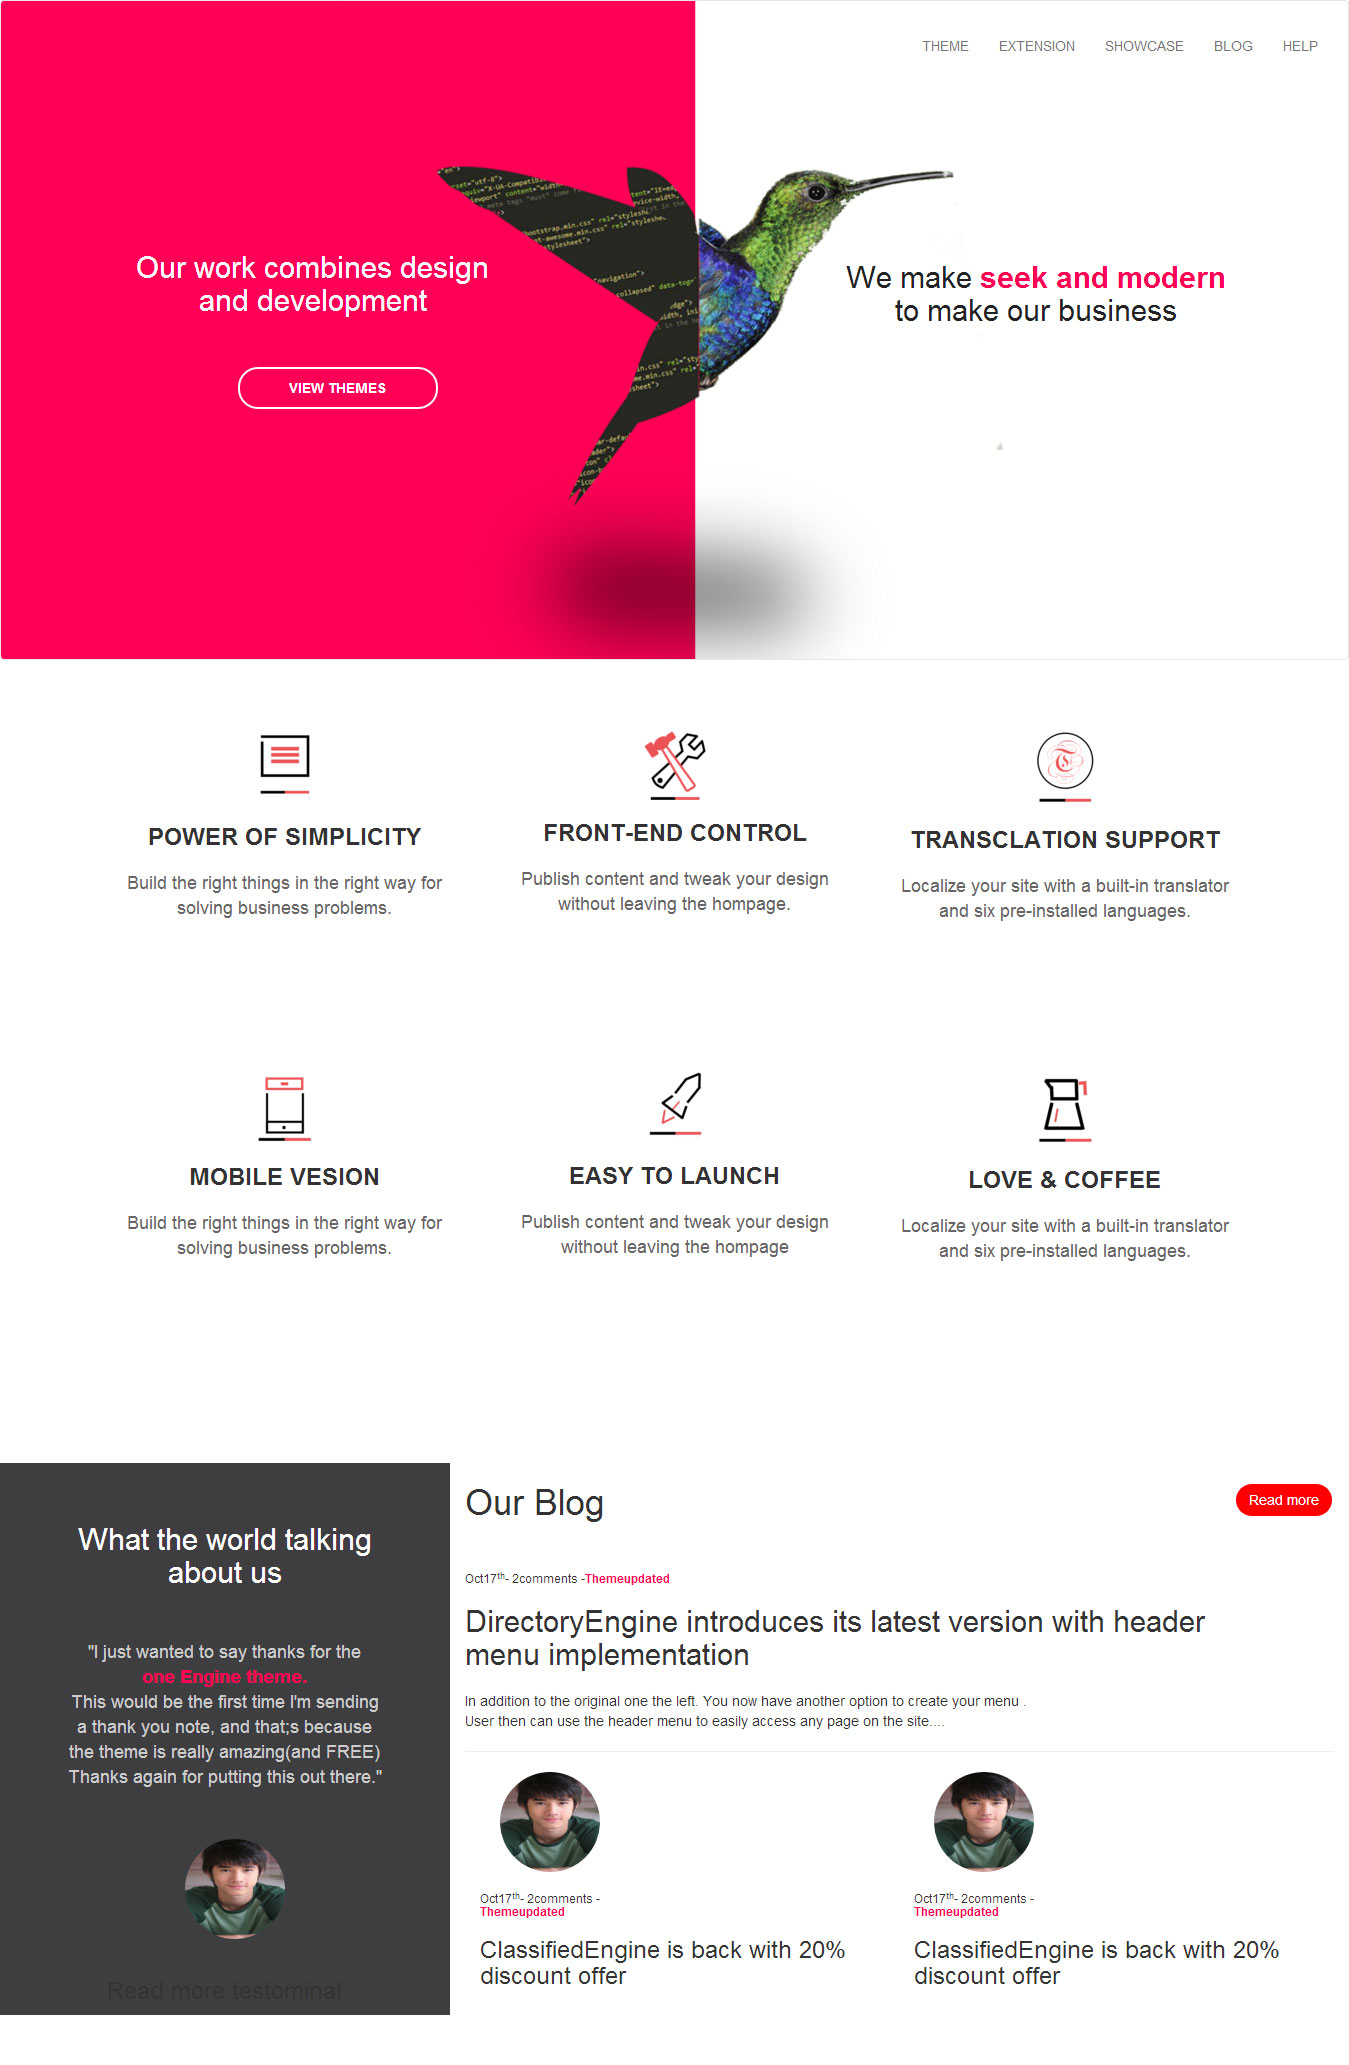 THEME EXTENSION SHOWCASE BLOG HELP
Our work combines design
and development
VIEW THEMES
We make seek and modern
to make our business
POWER OF SIMPLICITY
Build the right things in the right way for
solving business problems.
FRONT-END CONTROL
Publish content and tweak your design
without leaving the hompage.
TRANSCLATION SUPPORT
Localize your site with a built-in translator
and six pre-installed languages.
MOBILE VESION
Build the right things in the right way for
solving business problems.
EASY TO LAUNCH
Publish content and tweak your design
without leaving the hompage
LOVE & COFFEE
Localize your site with a built-in translator
and six pre-installed languages.
What the world talking
about us
"I just wanted to say thanks for the
one Engine theme.
This would be the first time I'm sending
a thank you note, and that;s because
the theme is really amazing(and FREE)
Thanks again for putting this out there."
Read more testominal
Our Blog
Read more
Oct17th- 2comments -Themeupdated
DirectoryEngine introduces its latest version with header
menu implementation
In addition to the original one the left. You now have another option to create your menu .
User then can use the header menu to easily access any page on the site....
Oct17th- 2comments -
Themeupdated
ClassifiedEngine is back with 20%
discount offer
Oct17th- 2comments -
Themeupdated
ClassifiedEngine is back with 20%
discount offer